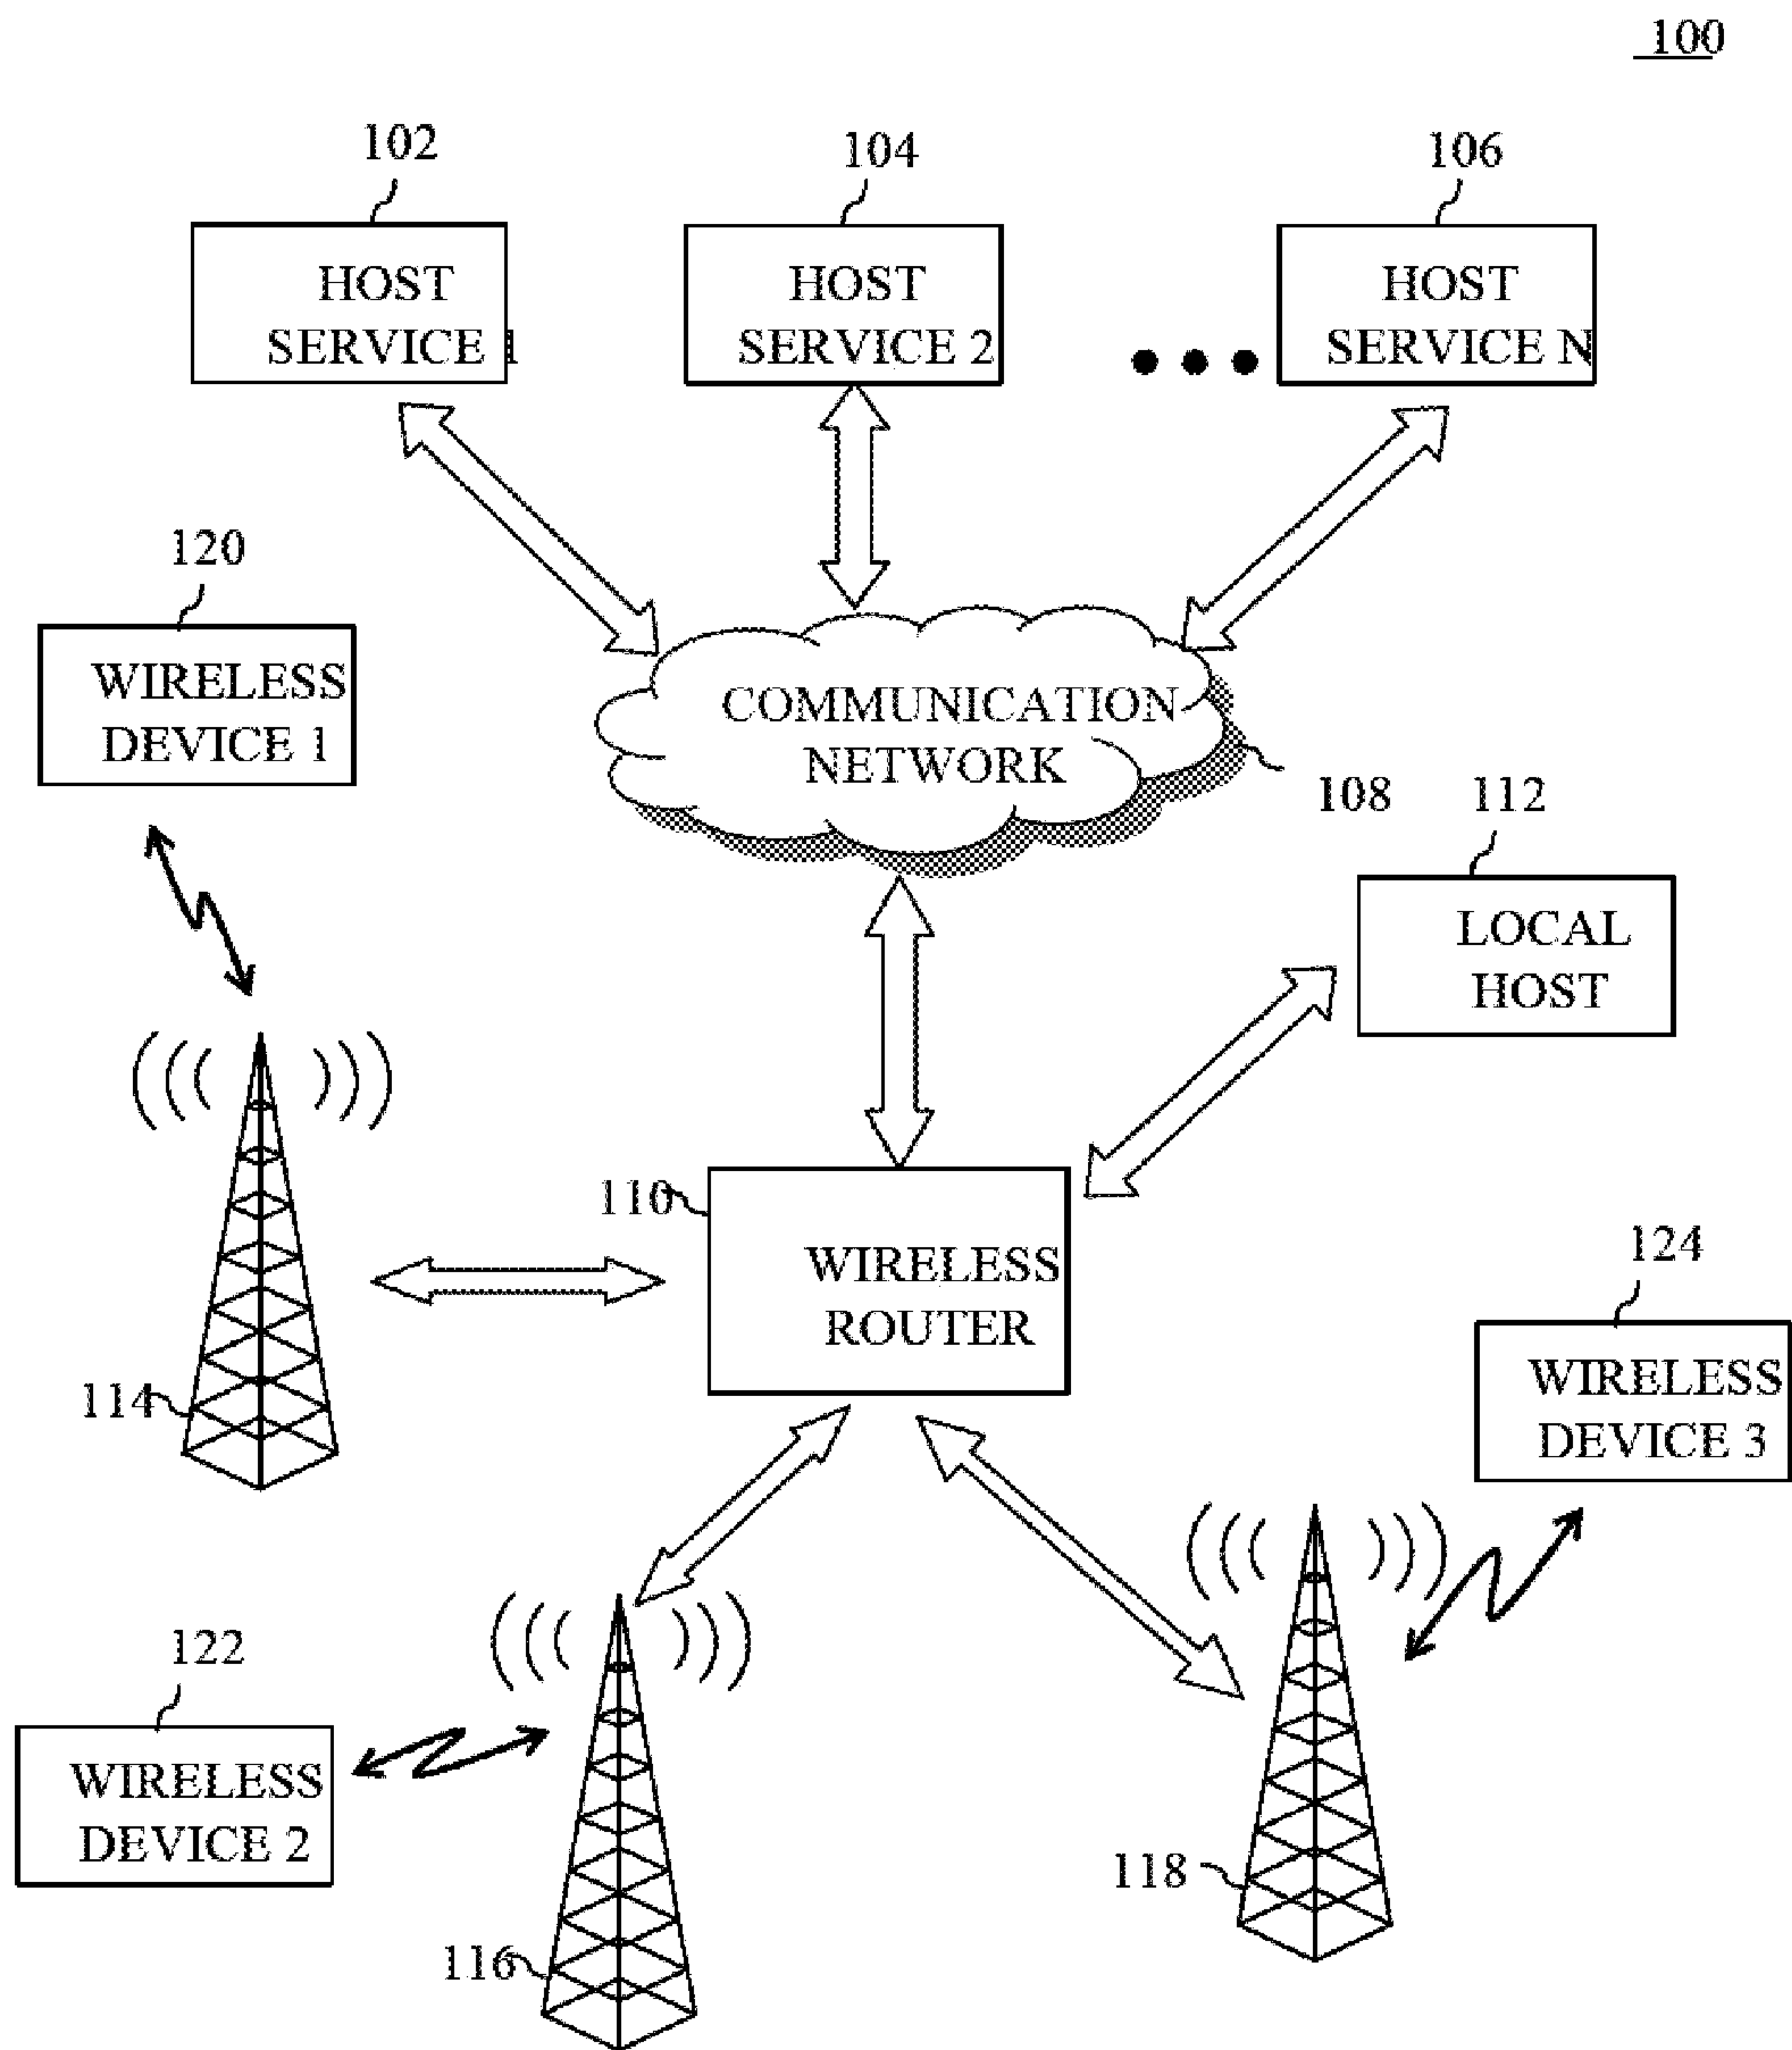 100
102
104
106
HOST
SERVICE 1
HOST
SERVICE 2
HOST
SERVICE N
120
WIRELESS
DEVICE 1
COMMUNICATION
NETWORK
108
112
LOCAL
HOST
110
WIRELESS
ROUTER
124
WIRELESS
DEVICE 3
114
122
WIRELESS
DEVICE 2
118
116